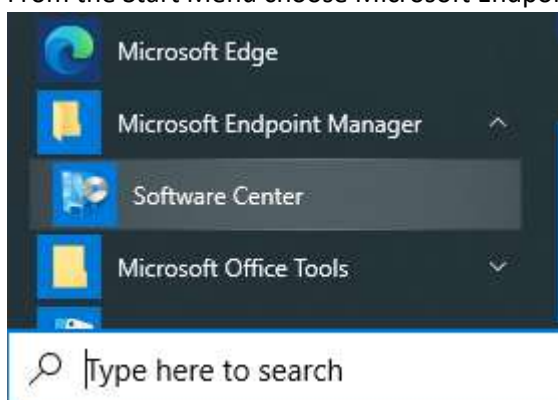 From the Start Menu choose Microsoft Endpo
Microsoft Edge
Microsoft Endpoint Manager
Software Center
Microsoft Office Tools
Type here to search